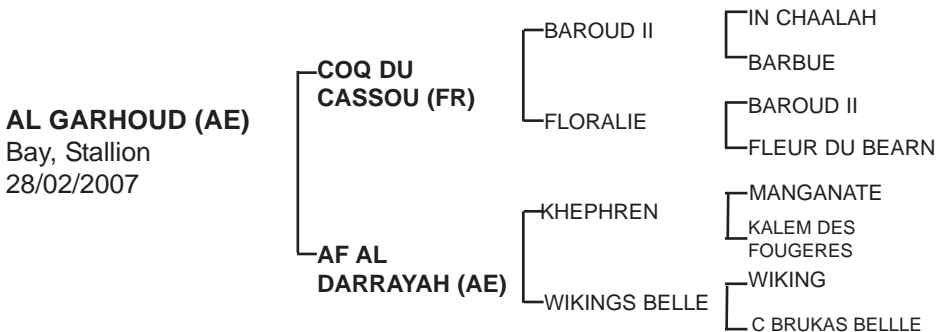 AL GARHOUD (AE)
Bay, Stallion
28/02/2007
COQ DU
CASSOU (FR)
AF AL
DARRAYAH (AE)
BAROUD II
FLORALIE
KHEPHREN
WIKINGS BELLE
IN CHAALAH
BARBUE
BAROUD II
FLEUR DU BEARN
MANGANATE
KALEM DES
FOUGERES
WIKING
C BRUKAS BELLLE